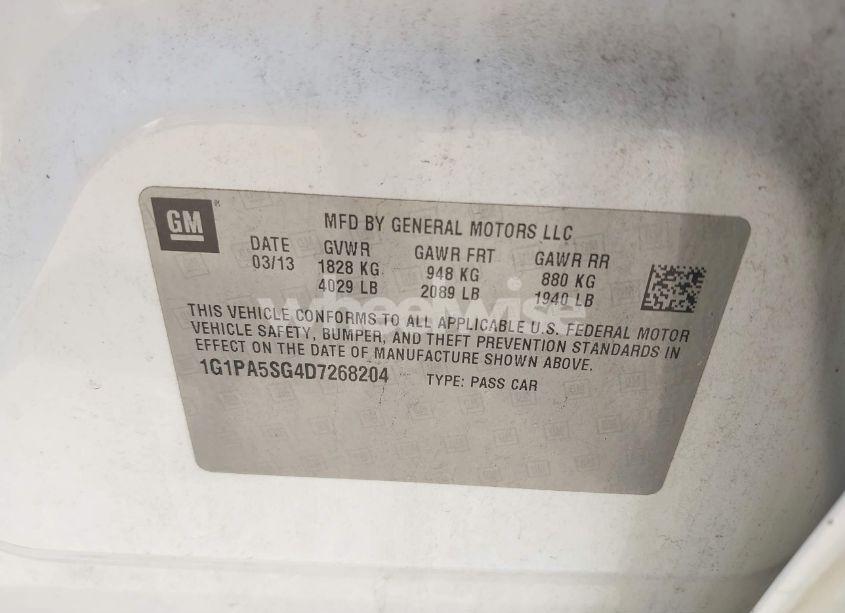 GM®
MFD BY GENERAL MOTORS LLC
DATE GVWR GAWR FRT GAWR RR
03/13 1828 KG 948 KG 880 KG
4029 LB 2089 LB 1940 LB
THIS VEHICLE CONFORMS TO ALL APPLICABLE U.S. FEDERAL MOTOR
VEHICLE SAFETY, BUMPER, AND THEFT PREVENTION STANDARDS IN
EFFECT ON THE DATE OF MANUFACTURE SHOWN ABOVE.
1G1PA5SG4D7268204 TYPE: PASS CAR
wheelwise